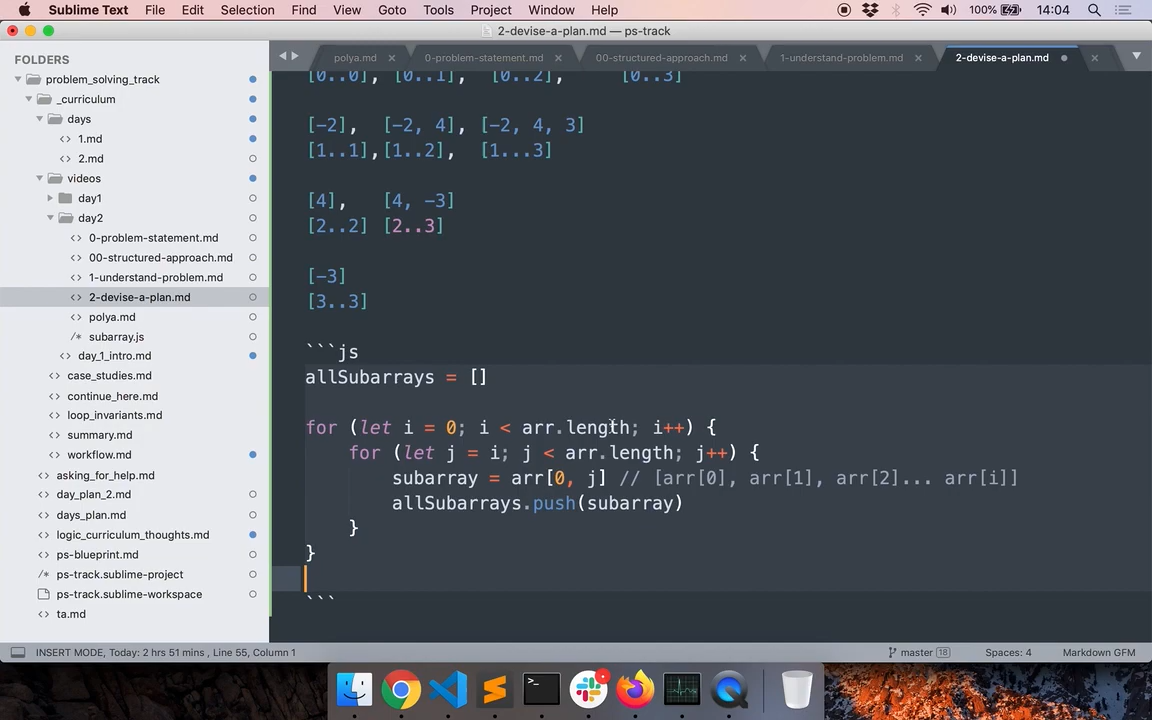 Sublime Text File Edit Selection Find View Goto Tools Project Window Help 100% 14:04
2-devise-a-plan.md — ps-track
FOLDERS
problem_solving_track
_curriculum
days
1.md
2.md
videos
day1
day2
0-problem-statement.md
00-structured-approach.md
1-understand-problem.md
2-devise-a-plan.md
polya.md
subarray.js
day_1_intro.md
case_studies.md
continue_here.md
loop_invariants.md
summary.md
workflow.md
asking_for_help.md
day_plan_2.md
days_plan.md
logic_curriculum_thoughts.md
ps-blueprint.md
ps-track.sublime-project
ps-track.sublime-workspace
ta.md
polya.md 0-problem-statement.md 00-structured-approach.md 1-understand-problem.md 2-devise-a-plan.md
[0..0], [0..1], [0..2], [0..3]
[-2], [-2, 4], [-2, 4, 3]
[1..1],[1..2], [1...3]
[4], [4, -3]
[2..2] [2..3]
[-3]
[3..3]
```js
allSubarrays = []
for (let i = 0; i < arr.length; i++) {
for (let j = i; j < arr.length; j++) {
subarray = arr[0, j] // [arr[0], arr[1], arr[2]... arr[i]]
allSubarrays.push(subarray)
}
}
```
INSERT MODE, Today: 2 hrs 51 mins , Line 55, Column 1 master 18 Spaces: 4 Markdown GFM